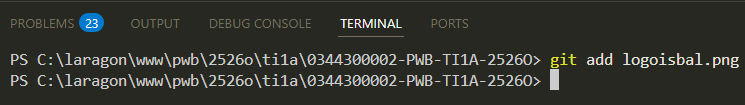 PROBLEMS 23 OUTPUT DEBUG CONSOLE TERMINAL PORTS
PS C:\laragon\www\pwb\2526o\ti1a\0344300002-PWB-TI1A-2526O> git add logoisbal.png
PS C:\laragon\www\pwb\2526o\ti1a\0344300002-PWB-TI1A-2526O>